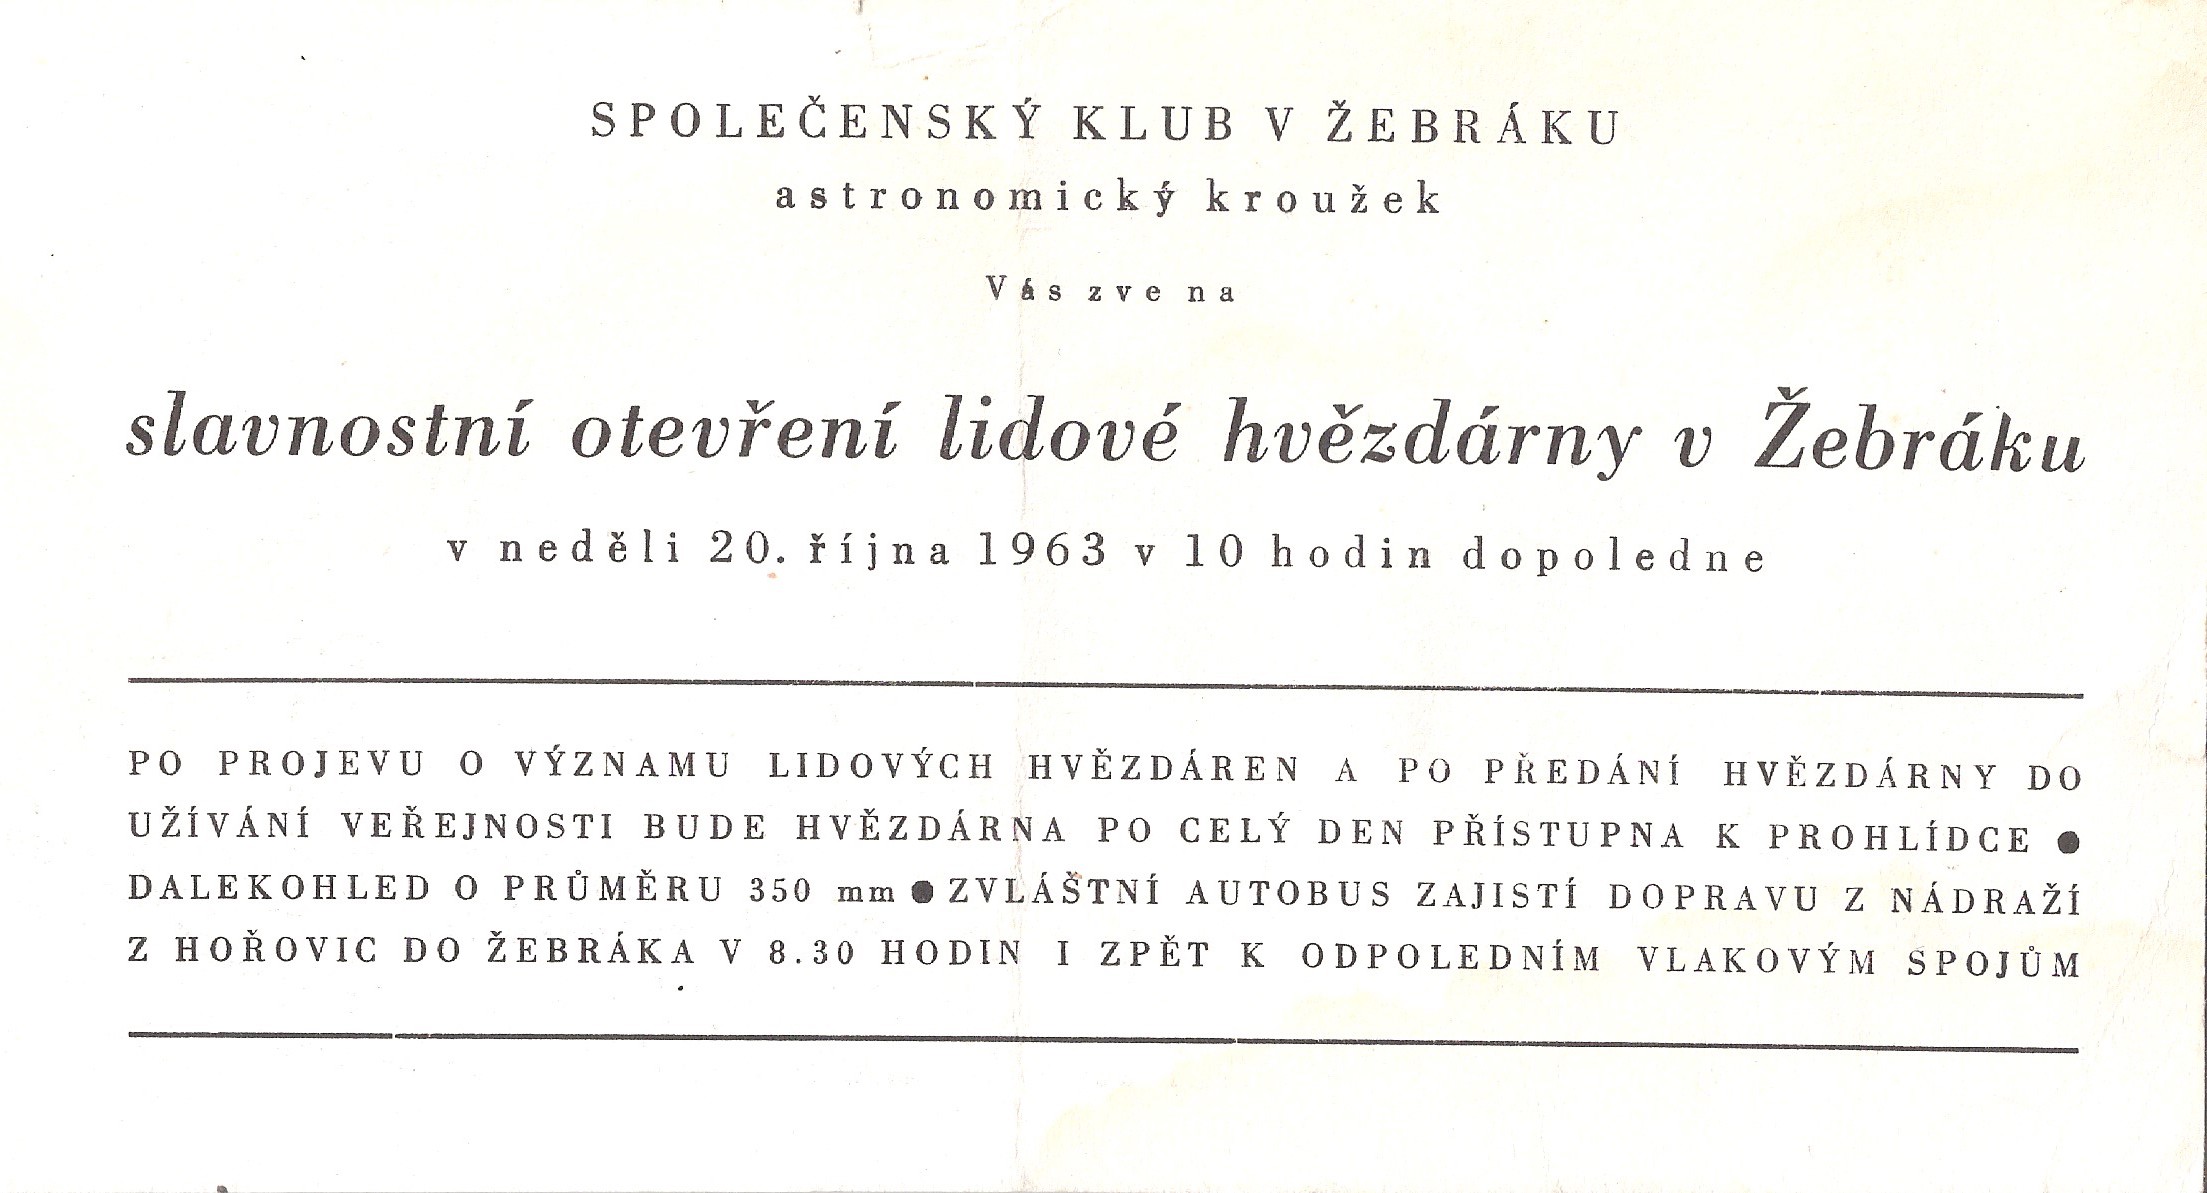 SPOLEČENSKÝ KLUB V ŽEBRÁKU
astronomický kroužek
Vás zve na
slavnostní otevření lidové hvězdárny v Žebráku
v neděli 20. října 1963 v 10 hodin dopoledne
PO PROJEVU O VÝZNAMU LIDOVÝCH HVĚZDÁREN A PO PŘEDÁNÍ HVĚZDÁRNY DO
UŽÍVÁNÍ VEŘEJNOSTI BUDE HVĚZDÁRNA PO CELÝ DEN PŘÍSTUPNA K PROHLÍDCE ●
DALEKOHLED O PRŮMĚRU 350 mm ● ZVLÁŠTNÍ AUTOBUS ZAJISTÍ DOPRAVU Z NÁDRAŽÍ
Z HOŘOVIC DO ŽEBRÁKA V 8.30 HODIN I ZPĚT K ODPOLEDNÍM VLAKOVÝM SPOJŮM